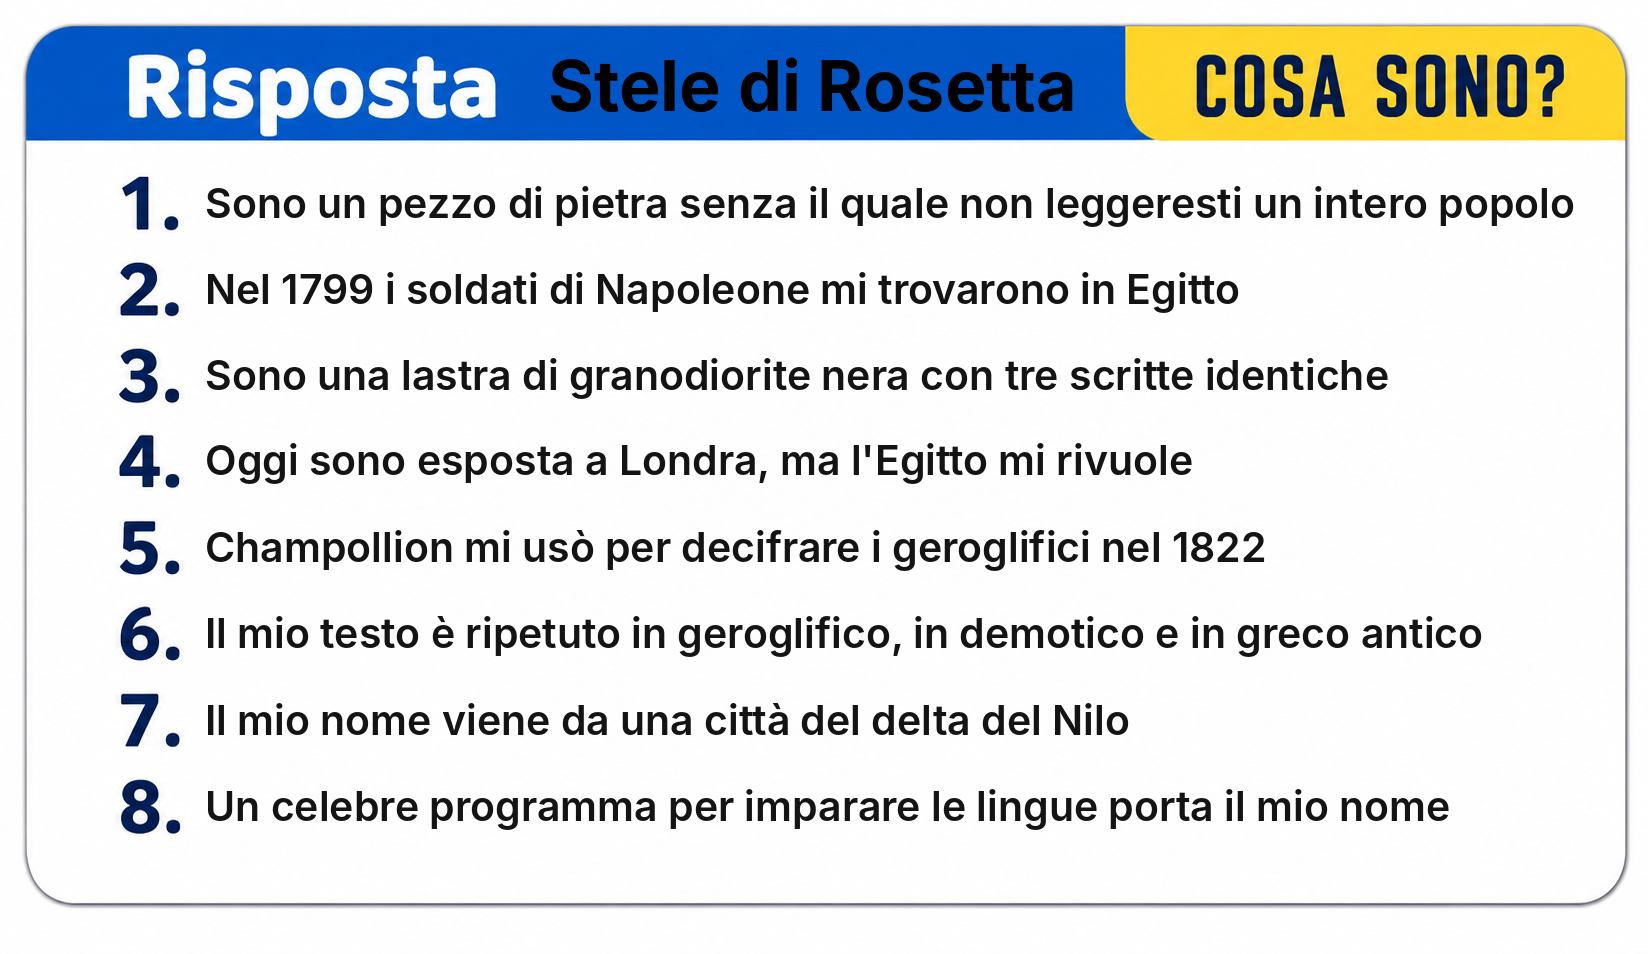 Risposta Stele di Rosetta COSA SONO?
1. Sono un pezzo di pietra senza il quale non leggeresti un intero popolo
2. Nel 1799 i soldati di Napoleone mi trovarono in Egitto
3. Sono una lastra di granodiorite nera con tre scritte identiche
4. Oggi sono esposta a Londra, ma l'Egitto mi rivuole
5. Champollion mi usò per decifrare i geroglifici nel 1822
6. Il mio testo è ripetuto in geroglifico, in demotico e in greco antico
7. Il mio nome viene da una città del delta del Nilo
8. Un celebre programma per imparare le lingue porta il mio nome